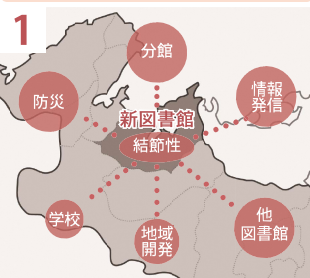 1
分館
防災
情報
発信
新図書館
結節性
学校
地域
開発
他
図書館